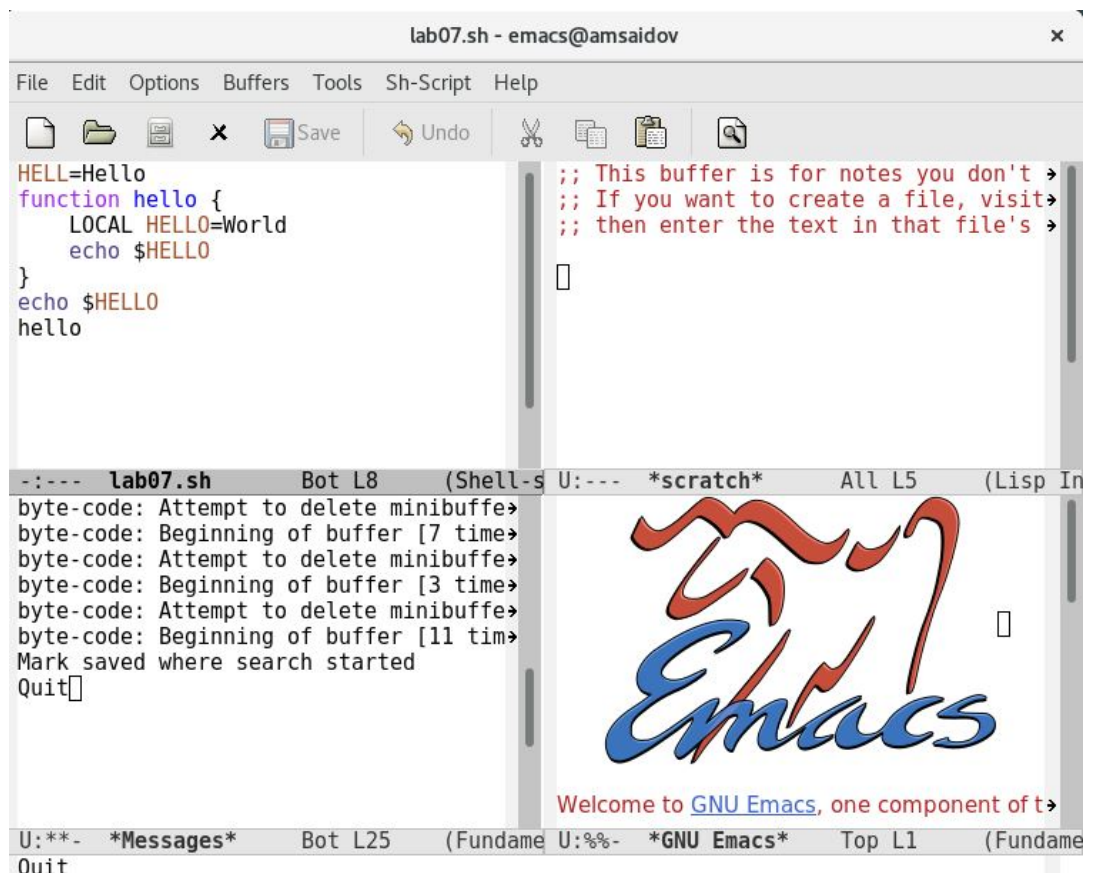 lab07.sh - emacs@amsaidov
File Edit Options Buffers Tools Sh-Script Help
Save Undo
HELL=Hello
function hello {
    LOCAL HELLO=World
    echo $HELLO
}
echo $HELLO
hello
-:--- lab07.sh Bot L8 (Shell-s
;; This buffer is for notes you don't
;; If you want to create a file, visit
;; then enter the text in that file's
U:--- *scratch* All L5 (Lisp In
byte-code: Attempt to delete minibuffe
byte-code: Beginning of buffer [7 time
byte-code: Attempt to delete minibuffe
byte-code: Beginning of buffer [3 time
byte-code: Attempt to delete minibuffe
byte-code: Beginning of buffer [11 tim
Mark saved where search started
Quit
U:**- *Messages* Bot L25 (Fundame
Emacs
Welcome to GNU Emacs, one component of t
U:%%- *GNU Emacs* Top L1 (Fundame
Quit